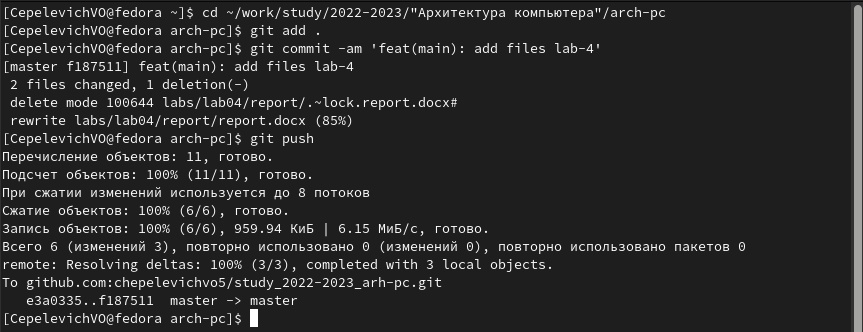 [CepelevichVO@fedora ~]$ cd ~/work/study/2022-2023/"Архитектура компьютера"/arch-pc
[CepelevichVO@fedora arch-pc]$ git add .
[CepelevichVO@fedora arch-pc]$ git commit -am 'feat(main): add files lab-4'
[master f187511] feat(main): add files lab-4
 2 files changed, 1 deletion(-)
 delete mode 100644 labs/lab04/report/.~lock.report.docx#
 rewrite labs/lab04/report/report.docx (85%)
[CepelevichVO@fedora arch-pc]$ git push
Перечисление объектов: 11, готово.
Подсчет объектов: 100% (11/11), готово.
При сжатии изменений используется до 8 потоков
Сжатие объектов: 100% (6/6), готово.
Запись объектов: 100% (6/6), 959.94 КиБ | 6.15 МиБ/с, готово.
Всего 6 (изменений 3), повторно использовано 0 (изменений 0), повторно использовано пакетов 0
remote: Resolving deltas: 100% (3/3), completed with 3 local objects.
To github.com:chepelevichvo5/study_2022-2023_arh-pc.git
   e3a0335..f187511  master -> master
[CepelevichVO@fedora arch-pc]$